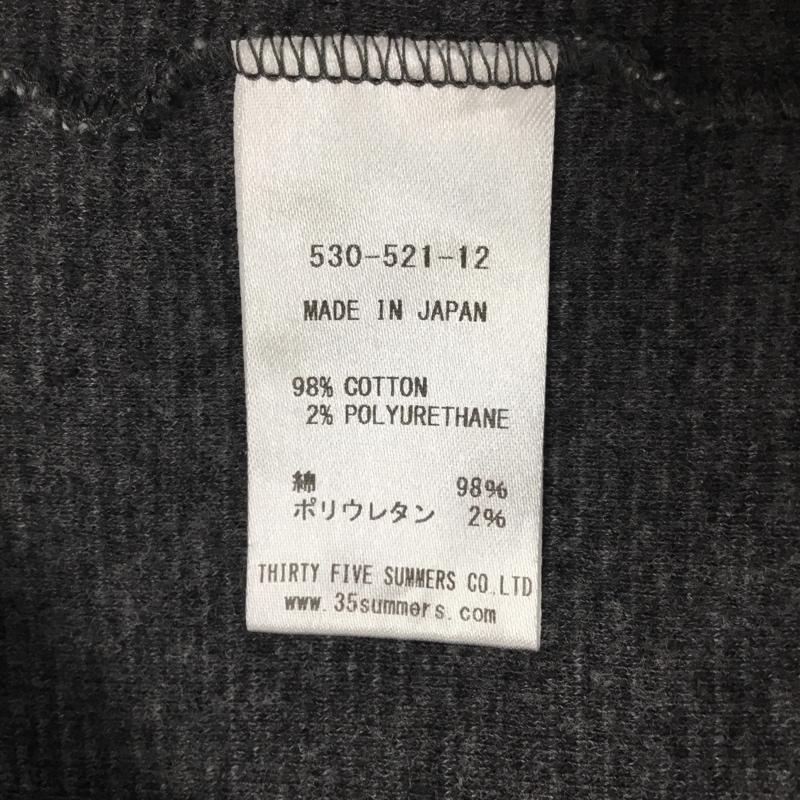 530-521-12
MADE IN JAPAN
98% COTTON
2% POLYURETHANE
綿 98%
ポリウレタン 2%
THIRTY FIVE SUMMERS CO.LTD
www.35summers.com